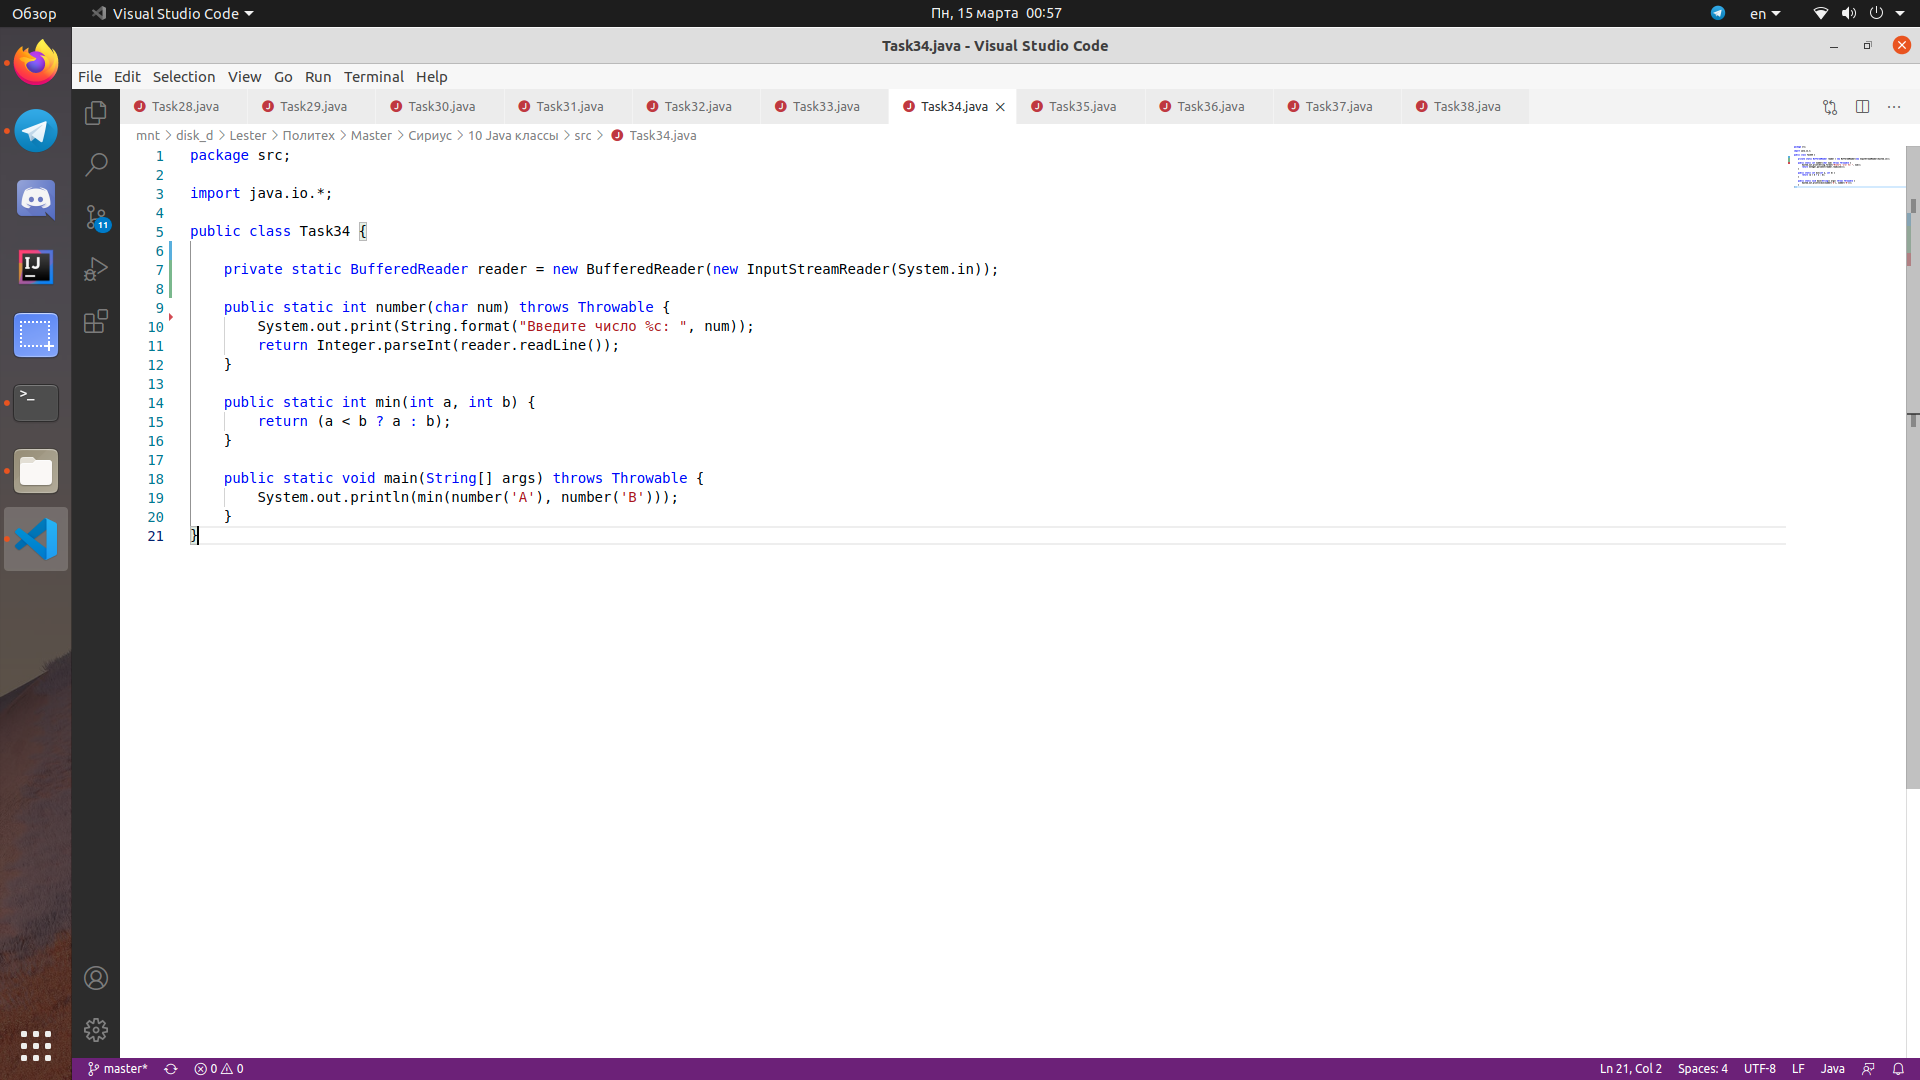 Обзор Visual Studio Code Пн, 15 марта 00:57 en
Task34.java - Visual Studio Code
File Edit Selection View Go Run Terminal Help
Task28.java Task29.java Task30.java Task31.java Task32.java Task33.java Task34.java Task35.java Task36.java Task37.java Task38.java
mnt > disk_d > Lester > Политех > Master > Сириус > 10 Java классы > src > Task34.java
1 package src;
2
3 import java.io.*;
4
5 public class Task34 {
6
7 private static BufferedReader reader = new BufferedReader(new InputStreamReader(System.in));
8
9 public static int number(char num) throws Throwable {
10 System.out.print(String.format("Введите число %c: ", num));
11 return Integer.parseInt(reader.readLine());
12 }
13
14 public static int min(int a, int b) {
15 return (a < b ? a : b);
16 }
17
18 public static void main(String[] args) throws Throwable {
19 System.out.println(min(number('A'), number('B')));
20 }
21 }
11
master* 0 0 Ln 21, Col 2 Spaces: 4 UTF-8 LF Java